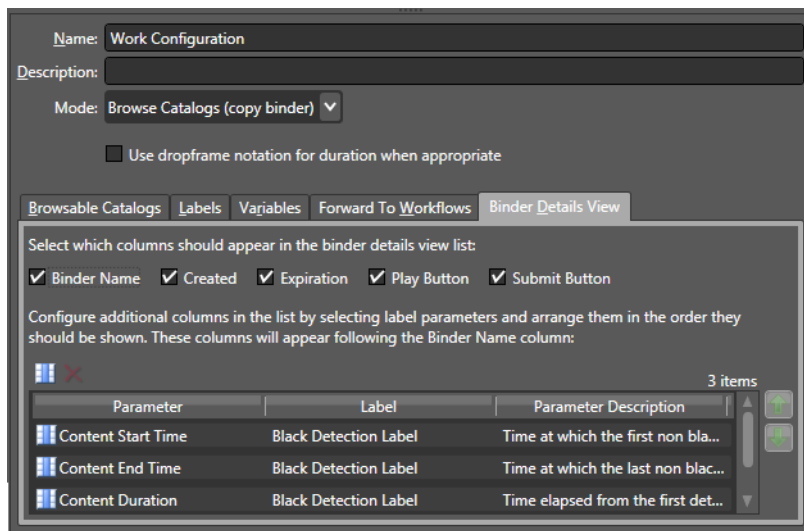 Name: Work Configuration
Description:
Mode: Browse Catalogs (copy binder)
Use dropframe notation for duration when appropriate
Browsable Catalogs Labels Variables Forward To Workflows Binder Details View
Select which columns should appear in the binder details view list:
Binder Name Created Expiration Play Button Submit Button
Configure additional columns in the list by selecting label parameters and arrange them in the order they
should be shown. These columns will appear following the Binder Name column:
3 items
Parameter Label Parameter Description
Content Start Time Black Detection Label Time at which the first non bla...
Content End Time Black Detection Label Time at which the last non blac...
Content Duration Black Detection Label Time elapsed from the first det...